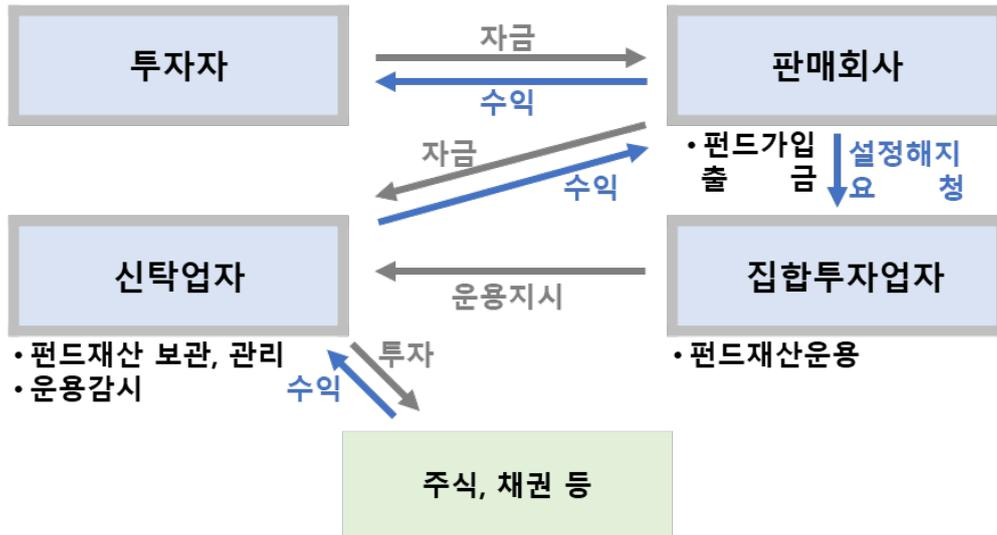 투자자
자금
수익
판매회사
• 펀드가입
출 금
설정해지
요 청
자금
수익
신탁업자
운용지시
집합투자업자
• 펀드재산 보관, 관리
• 운용감시
• 펀드재산운용
투자
수익
주식, 채권 등